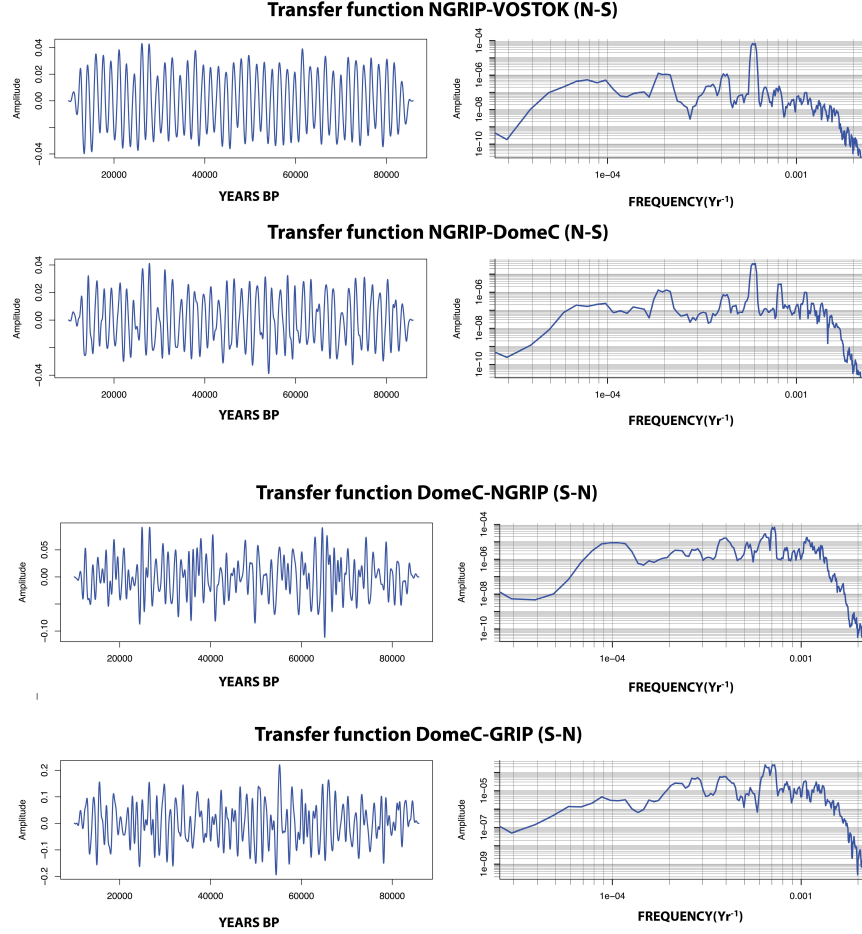 Transfer function NGRIP-VOSTOK (N-S)
Amplitude
0.04
0.02
0.00
−0.04
20000 40000 60000 80000
YEARS BP
Amplitude
1e−04
1e−06
1e−08
1e−10
1e−04 0.001
FREQUENCY(Yr-1)
Transfer function NGRIP-DomeC (N-S)
Amplitude
0.04
0.02
0.00
−0.04
20000 40000 60000 80000
YEARS BP
Amplitude
1e−06
1e−08
1e−10
1e−04 0.001
FREQUENCY(Yr-1)
Transfer function DomeC-NGRIP (S-N)
Amplitude
0.05
0.00
−0.10
20000 40000 60000 80000
YEARS BP
Amplitude
1e−04
1e−06
1e−08
1e−10
1e−04 0.001
FREQUENCY(Yr-1)
Transfer function DomeC-GRIP (S-N)
Amplitude
0.2
0.1
0.0
−0.1
−0.2
20000 40000 60000 80000
YEARS BP
Amplitude
1e−05
1e−07
1e−09
1e−04 0.001
FREQUENCY(Yr-1)